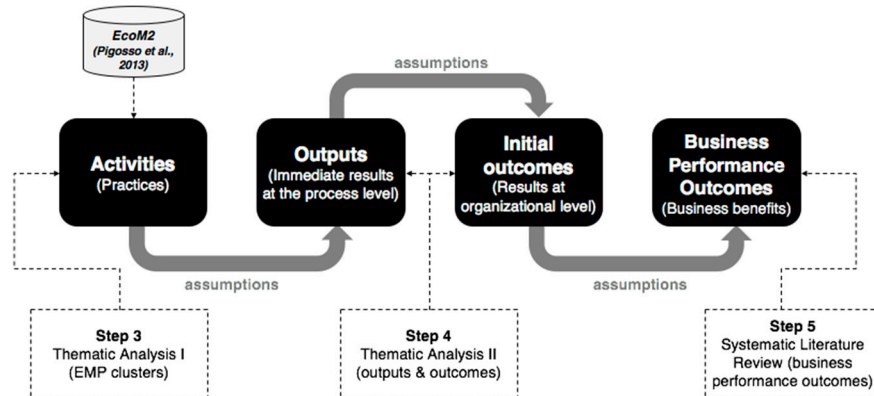 EcoM2
(Pigosso et al.,
2013)
assumptions
Activities
(Practices)
Outputs
(Immediate results
at the process level)
Initial
outcomes
(Results at
organizational level)
Business
Performance
Outcomes
(Business benefits)
assumptions
assumptions
Step 3
Thematic Analysis I
(EMP clusters)
Step 4
Thematic Analysis II
(outputs & outcomes)
Step 5
Systematic Literature
Review (business
performance outcomes)